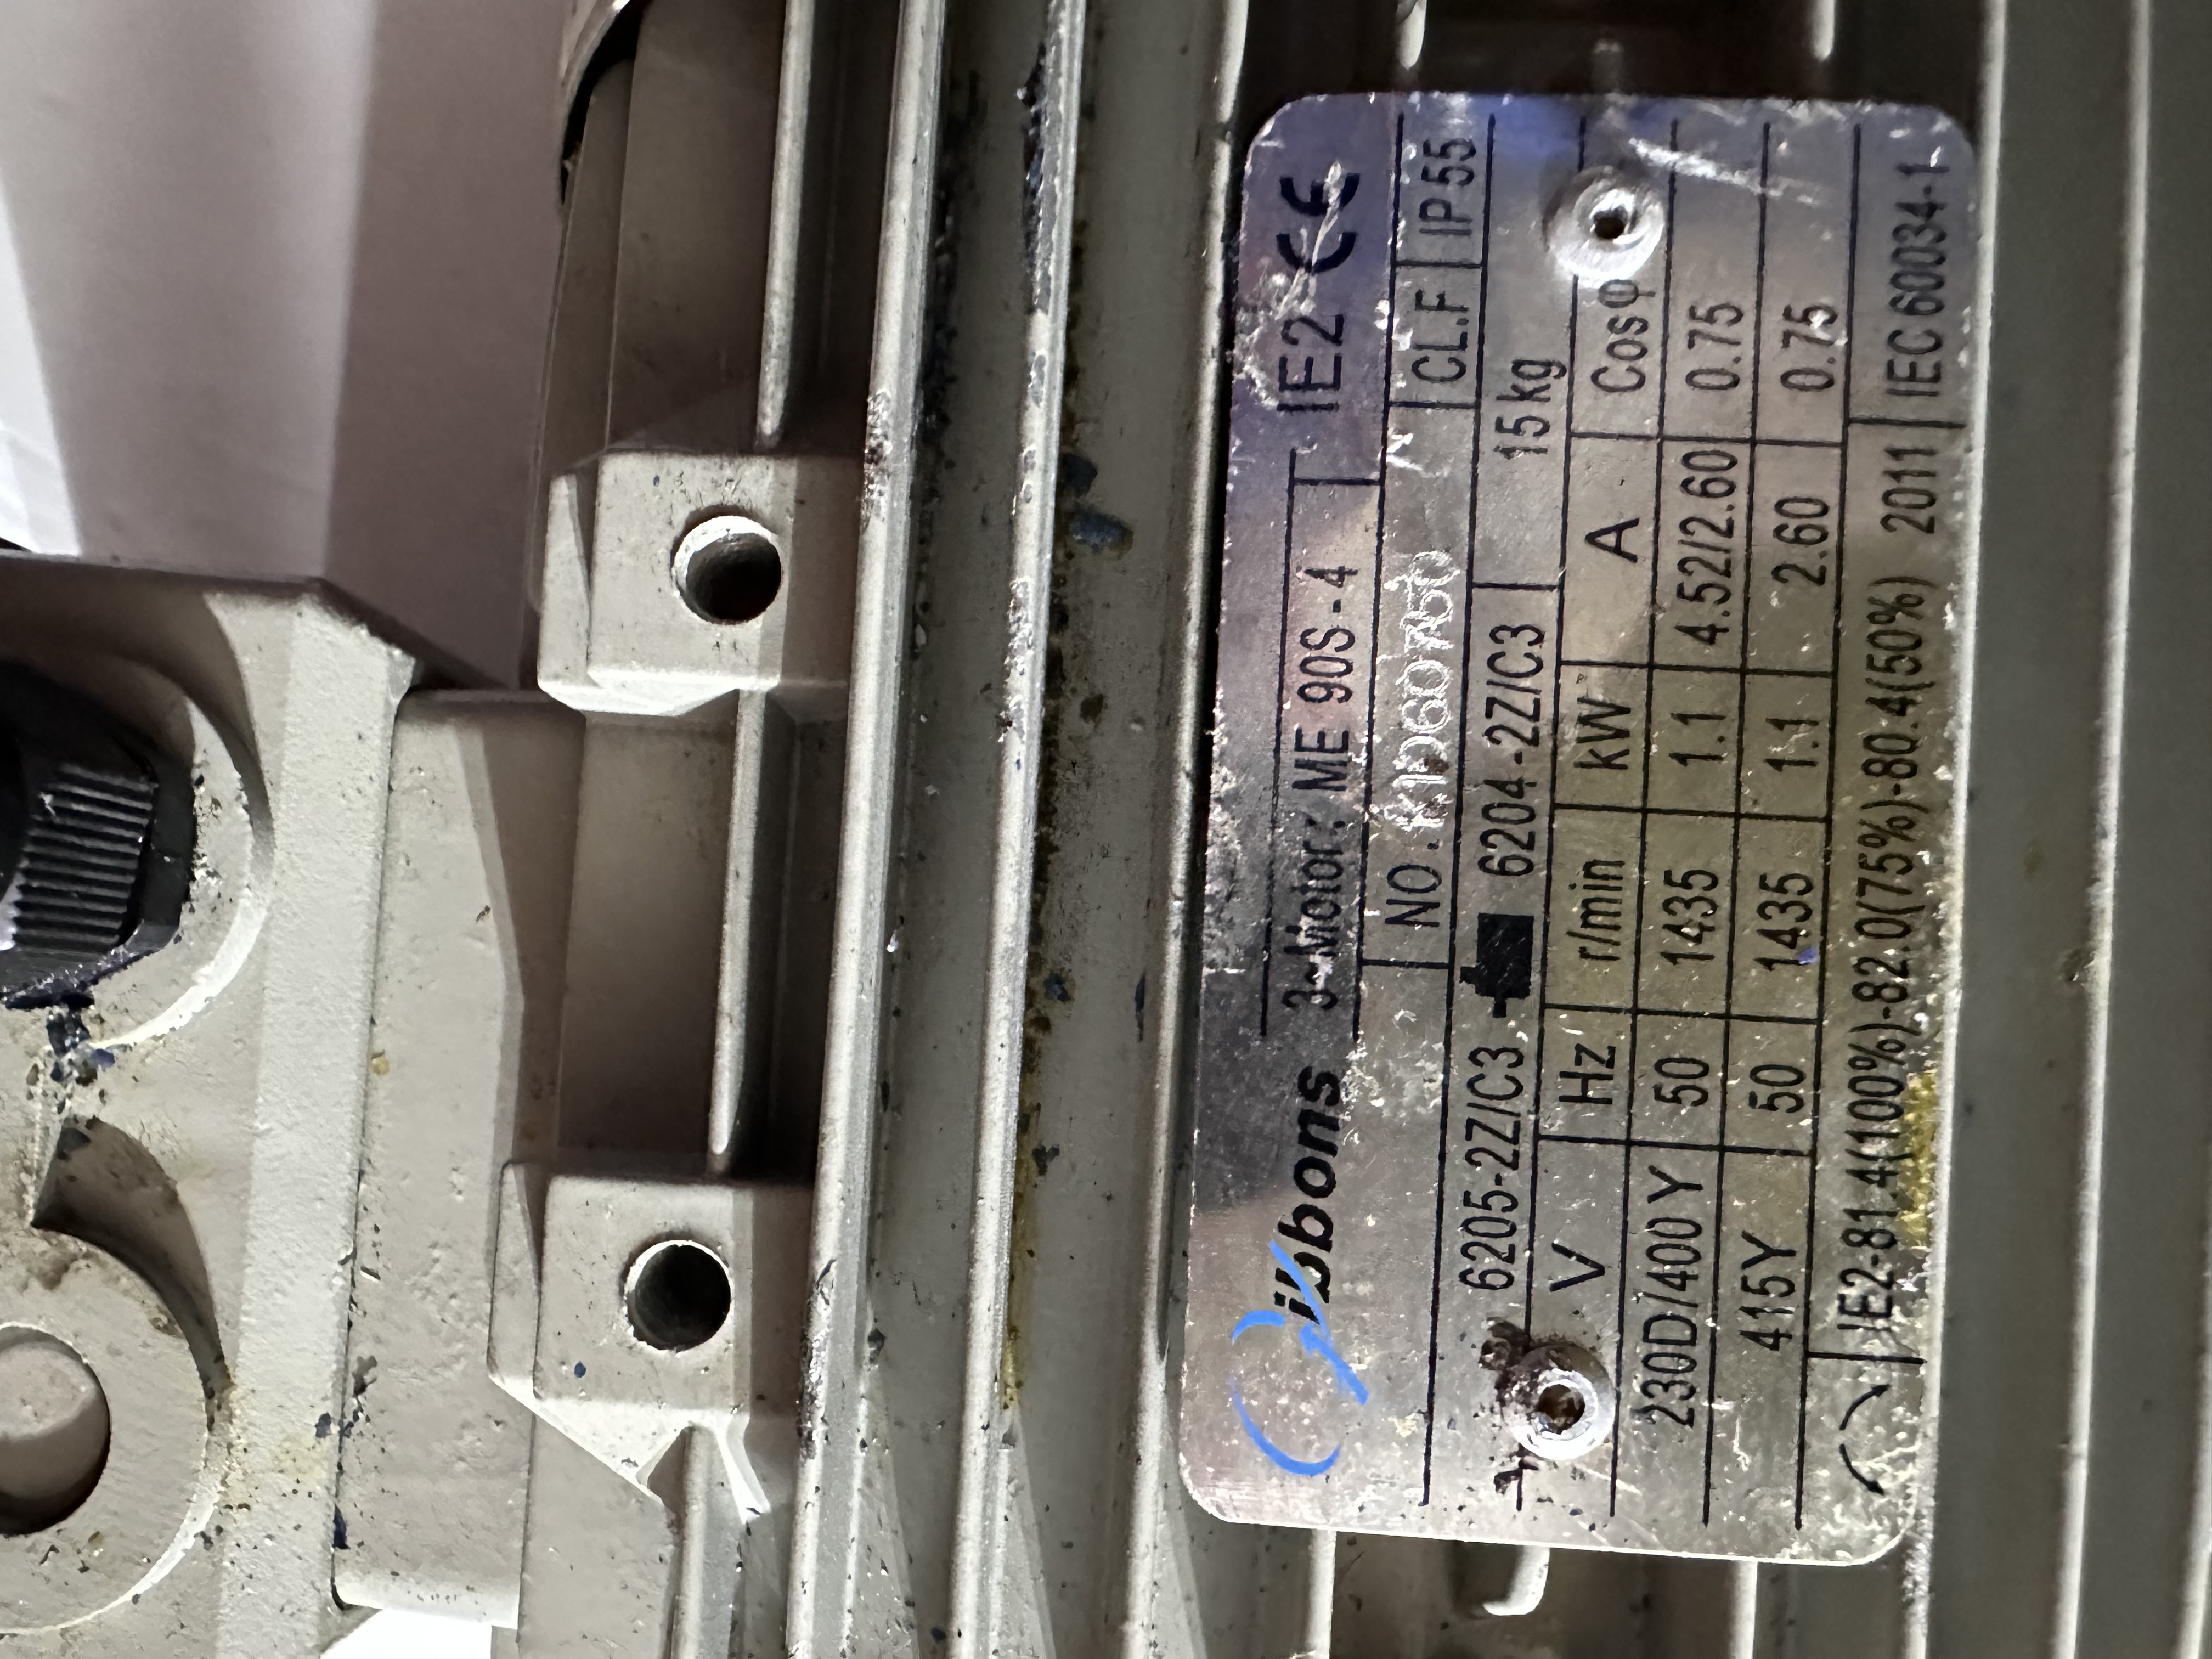 Gibbons 3~Motor: ME 90S-4 IE2 CE
NO. CL.F IP55
6205-2Z/C3 6204-2Z/C3 15kg
V Hz r/min kW A Cosφ
230D/400Y 50 1435 1.1 4.52/2.60 0.75
415Y 50 1435 1.1 2.60 0.75
IE2-81.4(100%)-82.0(75%)-80.4(50%) 2011 IEC60034-1